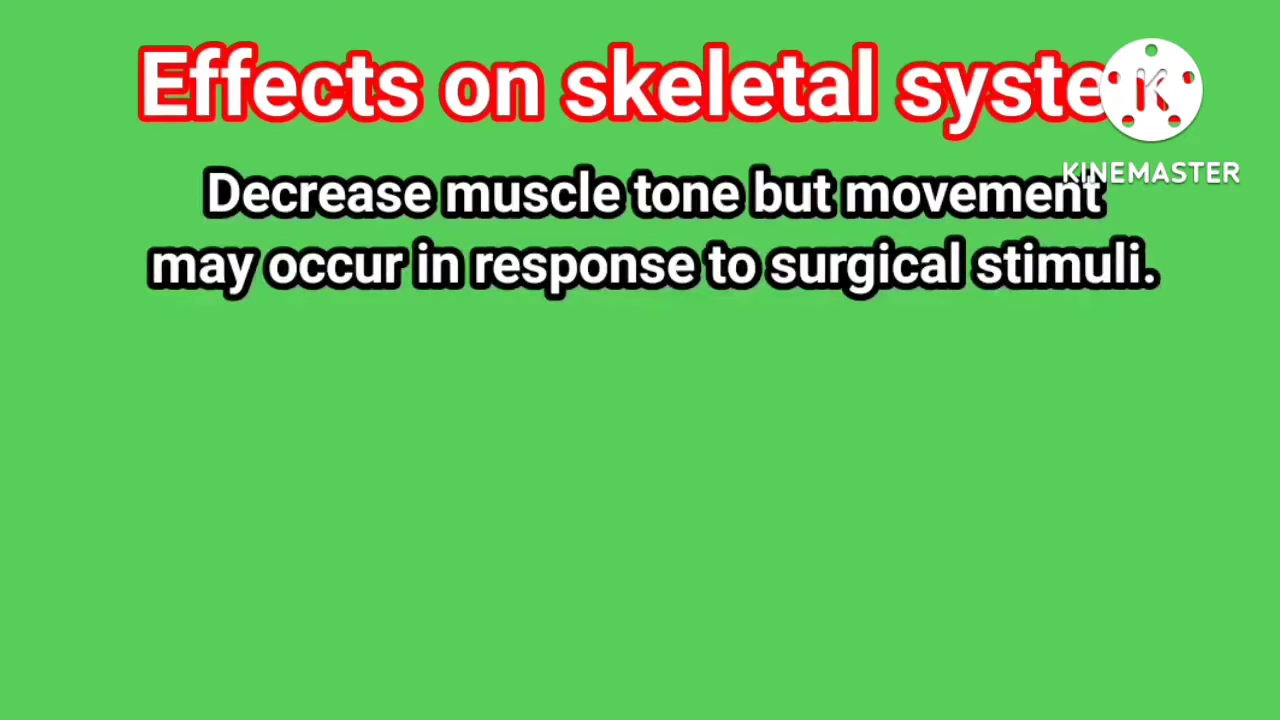 Effects on skeletal syste
K
KINEMASTER
Decrease muscle tone but movement
may occur in response to surgical stimuli.